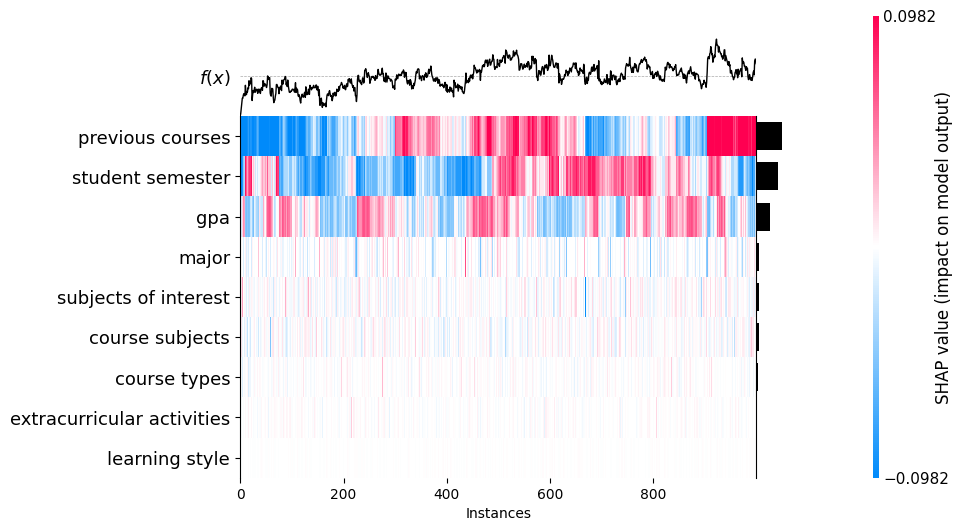 0.0982
f(x)
previous courses
student semester
gpa
major
subjects of interest
course subjects
course types
extracurricular activities
learning style
SHAP value (impact on model output)
−0.0982
0 200 400 600 800
Instances